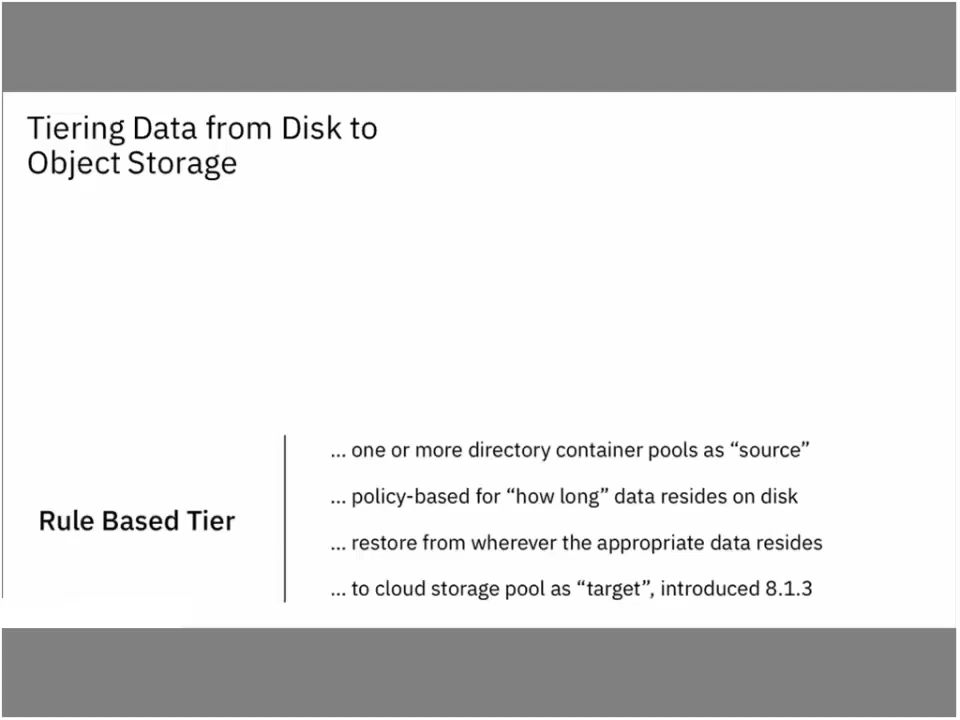 Tiering Data from Disk to
Object Storage
... one or more directory container pools as “source”
... policy-based for “how long” data resides on disk
Rule Based Tier
... restore from wherever the appropriate data resides
... to cloud storage pool as “target”, introduced 8.1.3